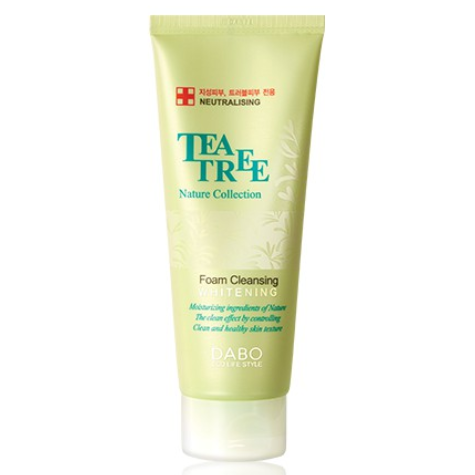 지성피부, 트러블피부 전용
NEUTRALISING
TEA
TREE
Nature Collection
Foam Cleansing
WHITENING
Moisturizing ingredients of Nature
The clean effect by controlling
Clean and healthy skin texture
DABO
STYLE